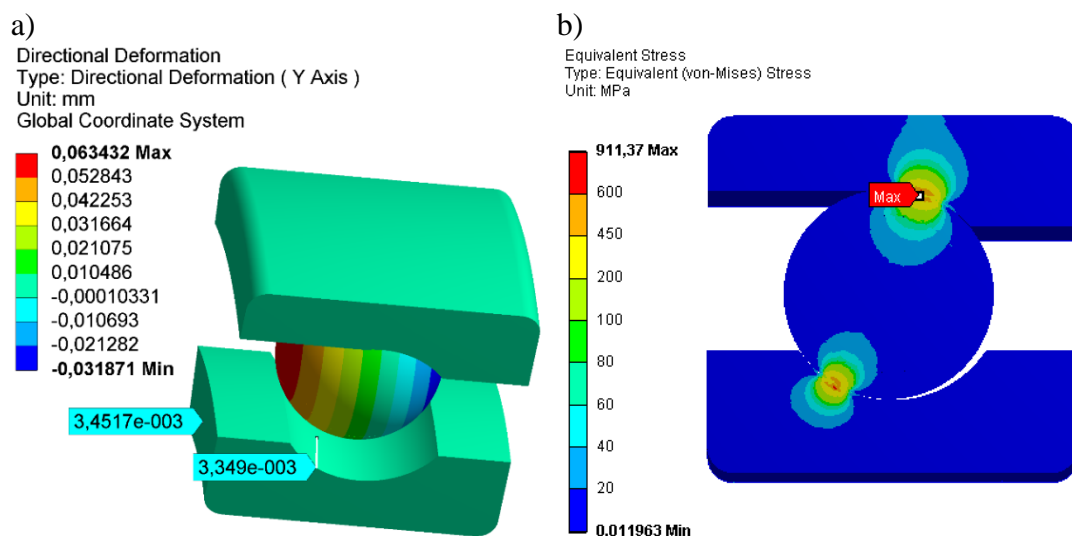 a)
Directional Deformation
Type: Directional Deformation ( Y Axis )
Unit: mm
Global Coordinate System
0,063432 Max
0,052843
0,042253
0,031664
0,021075
0,010486
-0,00010331
-0,010693
-0,021282
-0,031871 Min
3,4517e-003
3,349e-003
b)
Equivalent Stress
Type: Equivalent (von-Mises) Stress
Unit: MPa
911,37 Max
600
450
200
100
80
60
40
20
0,011963 Min
Max